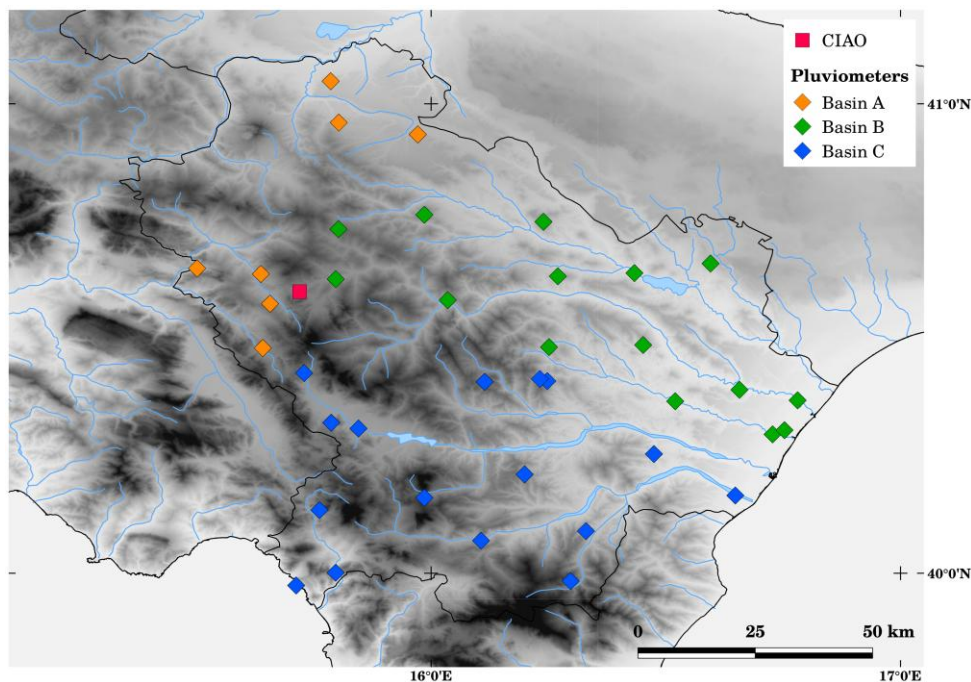 CIAO
Pluviometers
Basin A
Basin B
Basin C
41°0'N
40°0'N
0 25 50 km
16°0'E 17°0'E